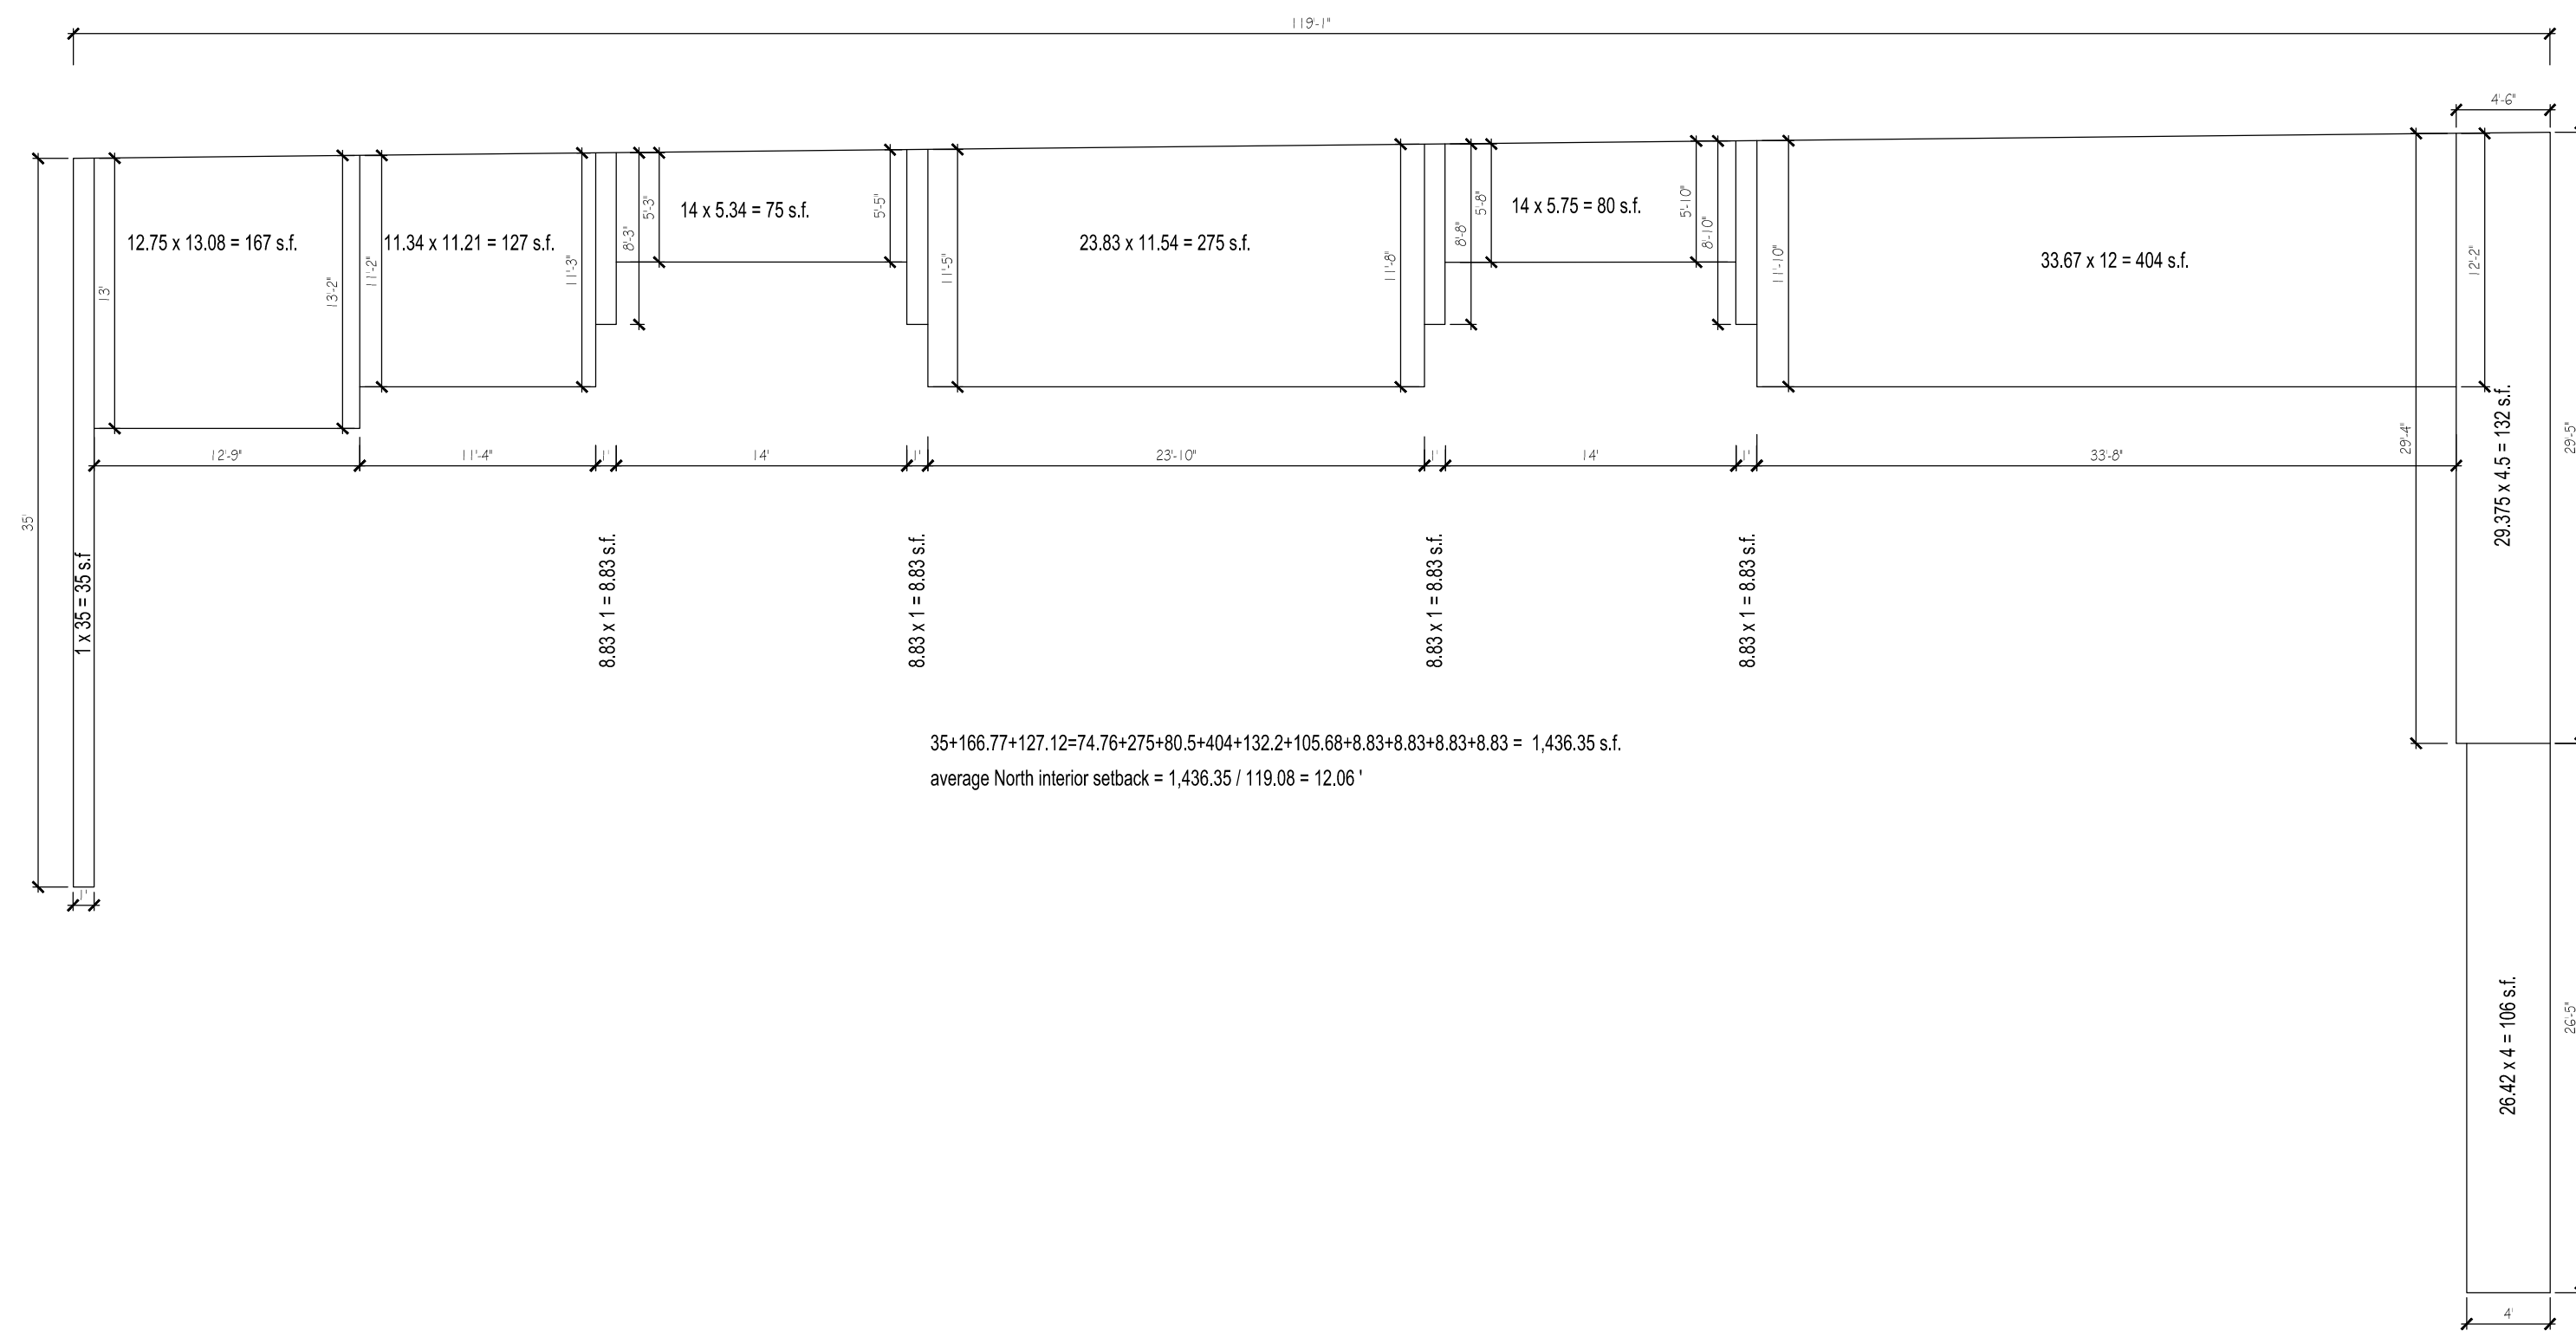 119'-1"
4'-6"
14 x 5.34 = 75 s.f.
14 x 5.75 = 80 s.f.
12.75 x 13.08 = 167 s.f.
11.34 x 11.21 = 127 s.f.
23.83 x 11.54 = 275 s.f.
33.67 x 12 = 404 s.f.
13'
13'-2"
11'-2"
11'-3"
8'-3"
5'-3"
5'-5"
11'-5"
11'-8"
8'-8"
5'-8"
5'-10"
8'-10"
11'-10"
12'-2"
12'-9"
11'-4"
1'
14'
1'
23'-10"
1'
14'
1'
33'-8"
29'-4"
29.375 x 4.5 = 132 s.f.
29'-5"
35'
1 x 35 = 35 s.f
8.83 x 1 = 8.83 s.f.
8.83 x 1 = 8.83 s.f.
8.83 x 1 = 8.83 s.f.
8.83 x 1 = 8.83 s.f.
35+166.77+127.12=74.76+275+80.5+404+132.2+105.68+8.83+8.83+8.83+8.83 = 1,436.35 s.f.
average North interior setback = 1,436.35 / 119.08 = 12.06 '
1'
26.42 x 4 = 106 s.f.
26'-5"
4'